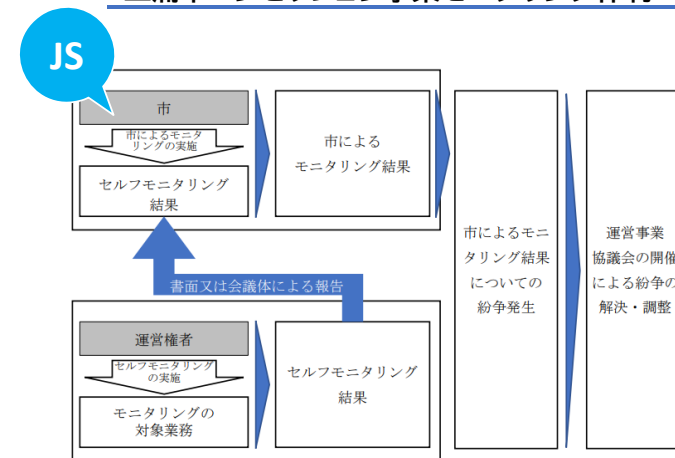 JS
市
市によるモニタ
リングの実施
セルフモニタリング
結果
市による
モニタリング結果
書面又は会議体による報告
運営権者
セルフモニタリング
の実施
モニタリングの
対象業務
セルフモニタリング
結果
市によるモニ
タリング結果
についての
紛争発生
運営事業
協議会の開催
による紛争の
解決・調整